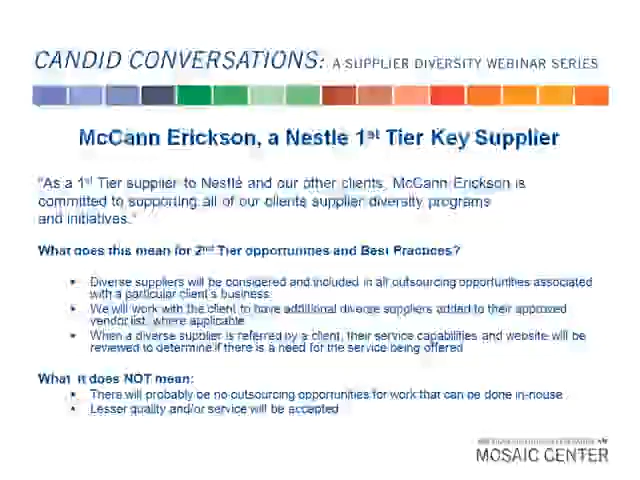 CANDID CONVERSATIONS: A SUPPLIER DIVERSITY WEBINAR SERIES
McCann Erickson, a Nestle 1st Tier Key Supplier
"As a 1st Tier supplier to Nestlé and our other clients, McCann Erickson is
committed to supporting all of our clients supplier diversity programs
and initiatives."
What does this mean for 2nd Tier opportunities and Best Practices?
• Diverse suppliers will be considered and included in all outsourcing opportunities associated
with a particular client's business
• We will work with the client to have additional diverse suppliers added to their approved
vendor list, where applicable
• When a diverse supplier is referred by a client, their service capabilities and website will be
reviewed to determine if there is a need for the service being offered
What it does NOT mean:
• There will probably be no outsourcing opportunities for work that can be done in-house
• Lesser quality and/or service will be accepted
MOSAIC CENTER